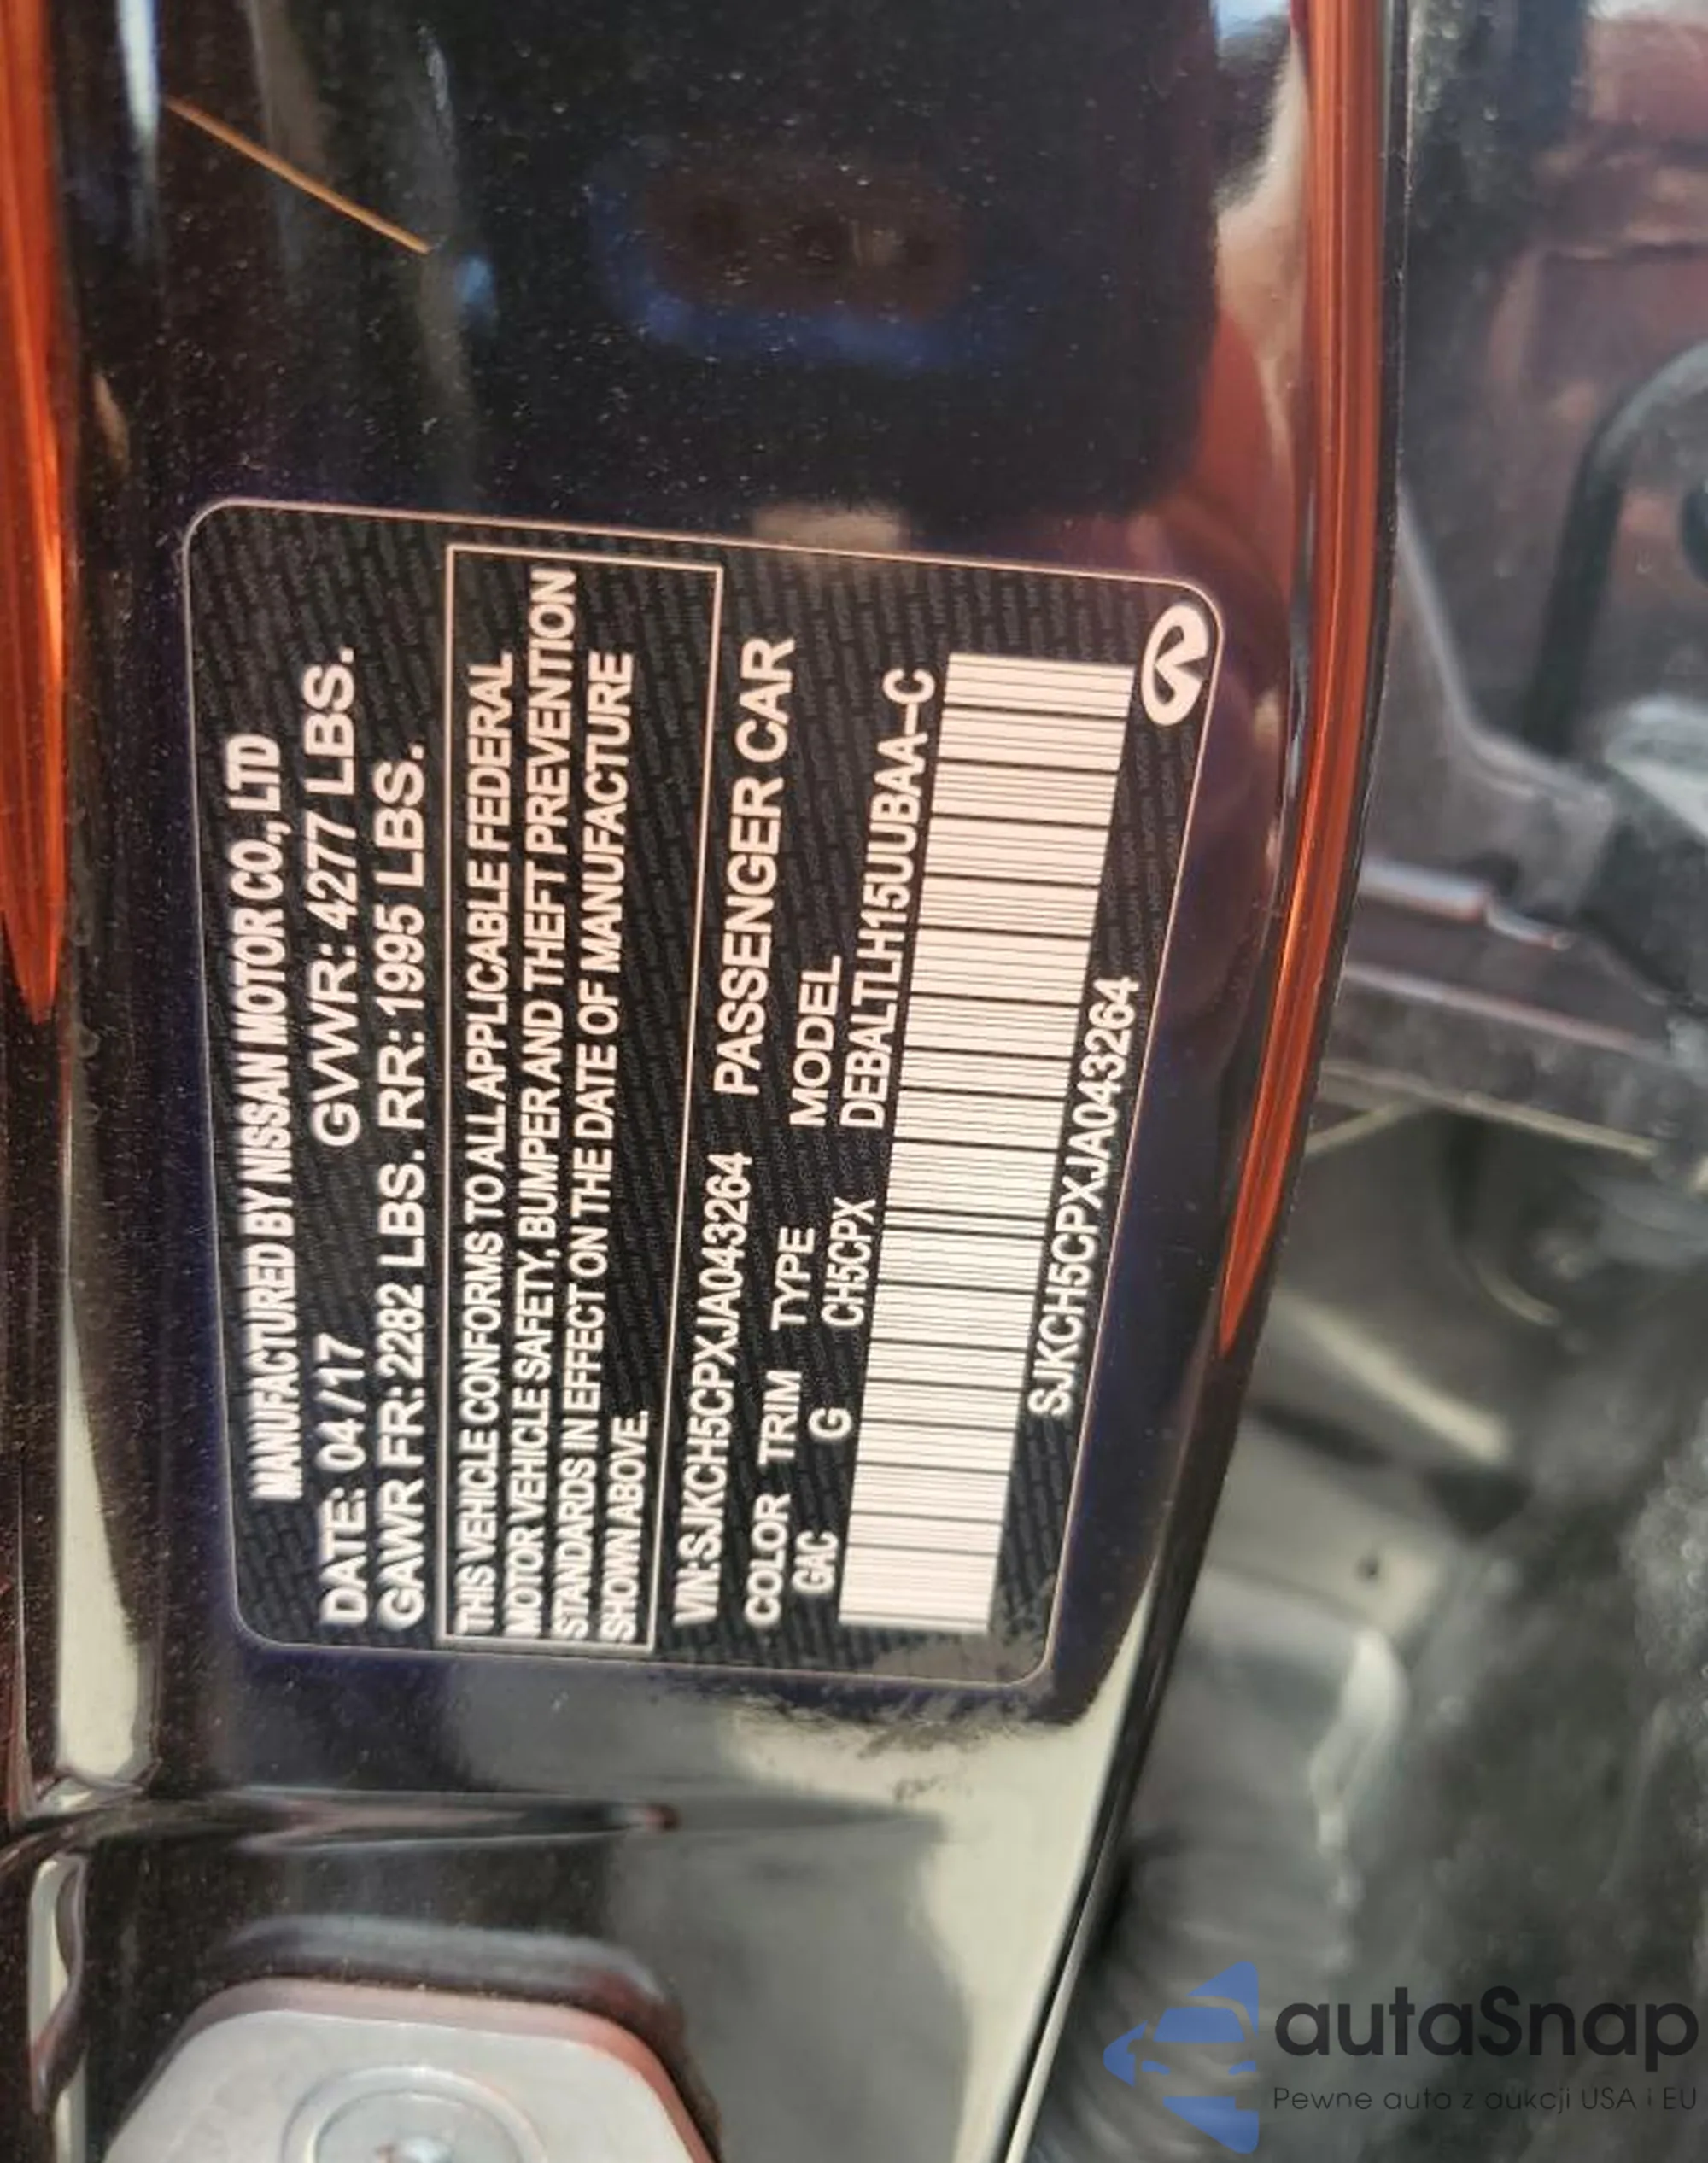 MANUFACTURED BY NISSAN MOTOR CO., LTD
DATE: 04/17 GVWR: 4277 LBS.
GAWR FR: 2282 LBS. RR: 1995 LBS.
THIS VEHICLE CONFORMS TO ALL APPLICABLE FEDERAL
MOTOR VEHICLE SAFETY, BUMPER AND THEFT PREVENTION
STANDARDS IN EFFECT ON THE DATE OF MANUFACTURE
SHOWN ABOVE.
VIN:SJKCH5CPXJA043264 PASSENGER CAR
COLOR TRIM TYPE MODEL
GAC G CH5CPX DEBALTLH15UUBAA-C
SJKCH5CPXJA043264
autaSnap
Pewne auta z aukcji USA i EU